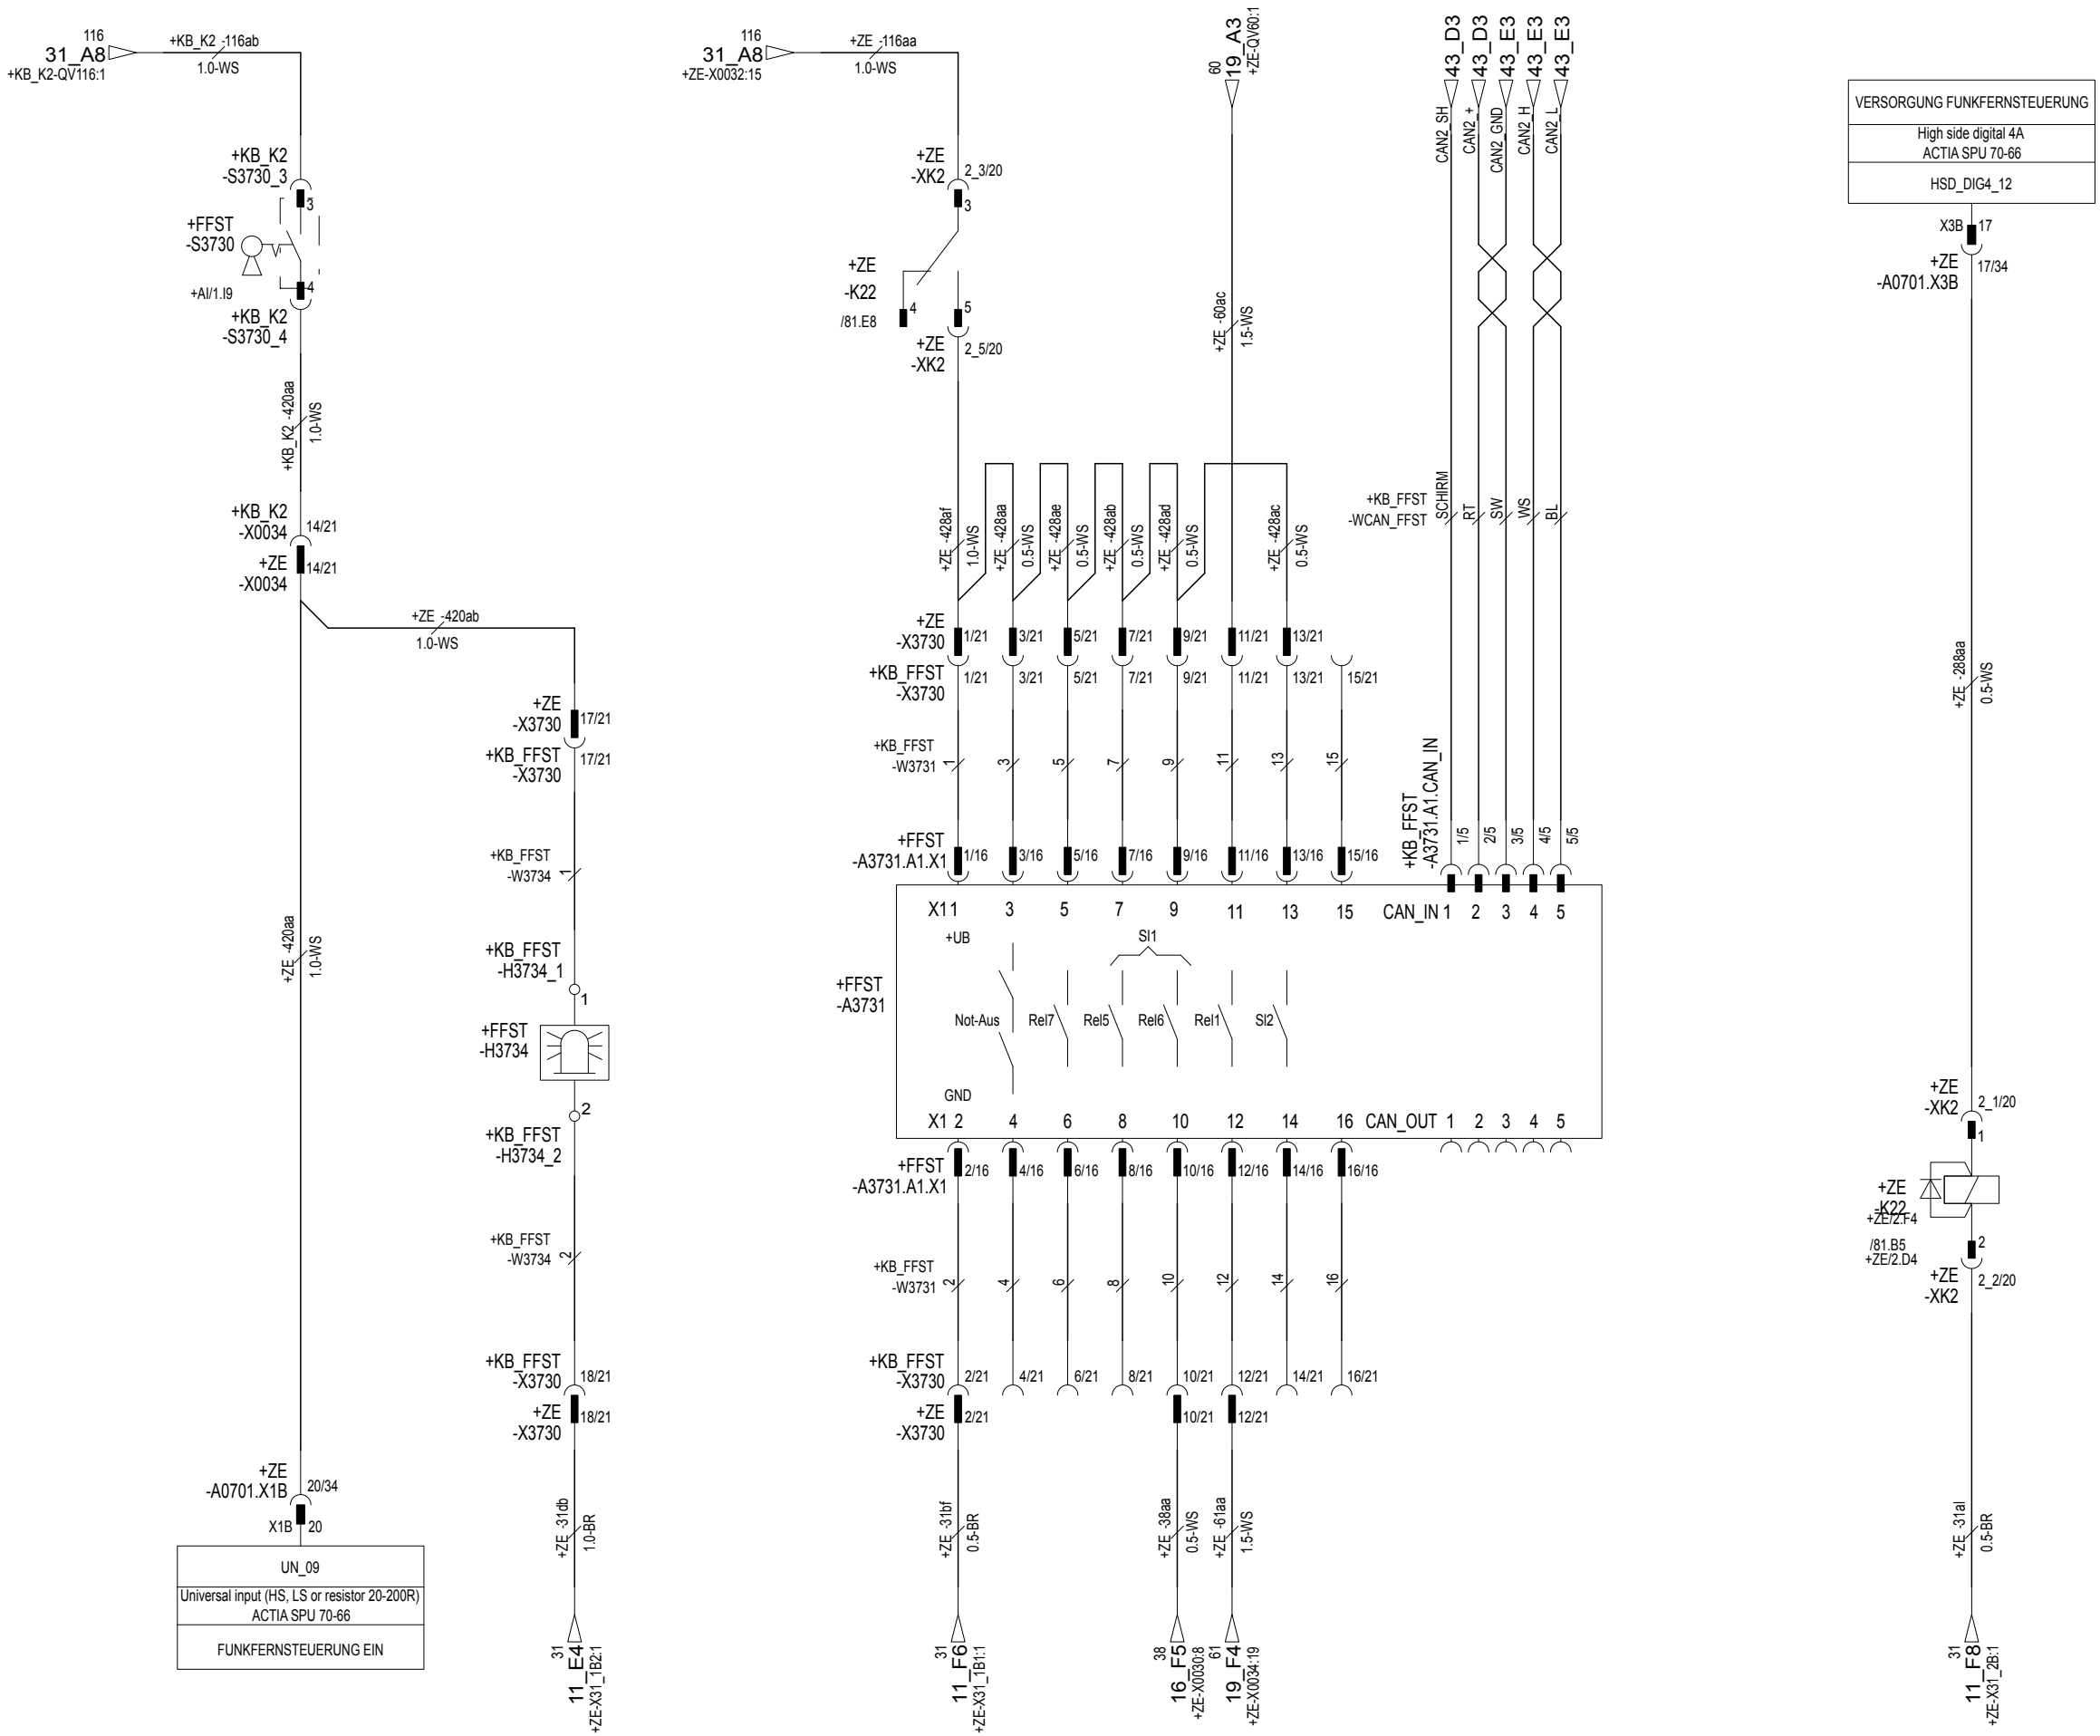 116
31_A8
+KB_K2-QV116:1
+KB_K2 -116ab
1.0-WS
+KB_K2
-S3730_3
3
+FFST
-S3730
+AI/1.I9
4
+KB_K2
-S3730_4
+KB_K2 -420aa
1.0-WS
+KB_K2
-X0034
14/21
+ZE
-X0034
14/21
+ZE -420ab
1.0-WS
+ZE -420aa
1.0-WS
+ZE
-A0701.X1B
20/34
X1B
20
UN_09
Universal input (HS, LS or resistor 20-200R)
ACTIA SPU 70-66
FUNKFERNSTEUERUNG EIN
+ZE
-X3730
17/21
+KB_FFST
-X3730
17/21
+KB_FFST
-W3734
1
+KB_FFST
-H3734_1
1
+FFST
-H3734
2
+KB_FFST
-H3734_2
+KB_FFST
-W3734
2
+KB_FFST
-X3730
18/21
+ZE
-X3730
18/21
+ZE -31db
1.0-BR
31
11_E4
+ZE-X31_1B2:1
116
31_A8
+ZE-X0032:15
+ZE -116aa
1.0-WS
+ZE
-XK2
2_3/20
3
+ZE
-K22
/81.E8
4
5
+ZE
-XK2
2_5/20
60
19_A3
+ZE-QV60:1
+ZE -60ac
1.5-WS
+ZE -428af
1.0-WS
+ZE -428aa
0.5-WS
+ZE -428ae
0.5-WS
+ZE -428ab
0.5-WS
+ZE -428ad
0.5-WS
+ZE -428ac
0.5-WS
+ZE
-X3730
1/21
3/21
5/21
7/21
9/21
11/21
13/21
+KB_FFST
-X3730
1/21
3/21
5/21
7/21
9/21
11/21
13/21
15/21
+KB_FFST
-W3731
1
3
5
7
9
11
13
15
+FFST
-A3731.A1.X1
1/16
3/16
5/16
7/16
9/16
11/16
13/16
15/16
43_D3
43_D3
43_E3
43_E3
43_E3
CAN2_SH
CAN2_+
CAN2_GND
CAN2_H
CAN2_L
+KB_FFST
-WCAN_FFST
SCHIRM
RT
SW
WS
BL
+KB_FFST
-A3731.A1.CAN_IN
1/5
2/5
3/5
4/5
5/5
X11
3
5
7
9
11
13
15
CAN_IN
1
2
3
4
5
+UB
SI1
+FFST
-A3731
Not-Aus
Rel7
Rel5
Rel6
Rel1
SI2
GND
X1
2
4
6
8
10
12
14
16
CAN_OUT
1
2
3
4
5
+FFST
-A3731.A1.X1
2/16
4/16
6/16
8/16
10/16
12/16
14/16
16/16
+KB_FFST
-W3731
2
4
6
8
10
12
14
16
+KB_FFST
-X3730
2/21
4/21
6/21
8/21
10/21
12/21
14/21
16/21
+ZE
-X3730
2/21
10/21
12/21
+ZE -31bf
0.5-BR
+ZE -38aa
0.5-WS
+ZE -61aa
1.5-WS
31
11_F6
+ZE-X31_1B1:1
38
16_F5
+ZE-X0030:8
61
19_F4
+ZE-X0034:19
VERSORGUNG FUNKFERNSTEUERUNG
High side digital 4A
ACTIA SPU 70-66
HSD_DIG4_12
X3B
17
+ZE
-A0701.X3B
17/34
+ZE -288aa
0.5-WS
+ZE
-XK2
2_1/20
1
+ZE
-K22
+ZE/2.F4
/81.B5
+ZE/2.D4
2
+ZE
-XK2
2_2/20
+ZE -31al
0.5-BR
31
11_F8
+ZE-X31_2B:1